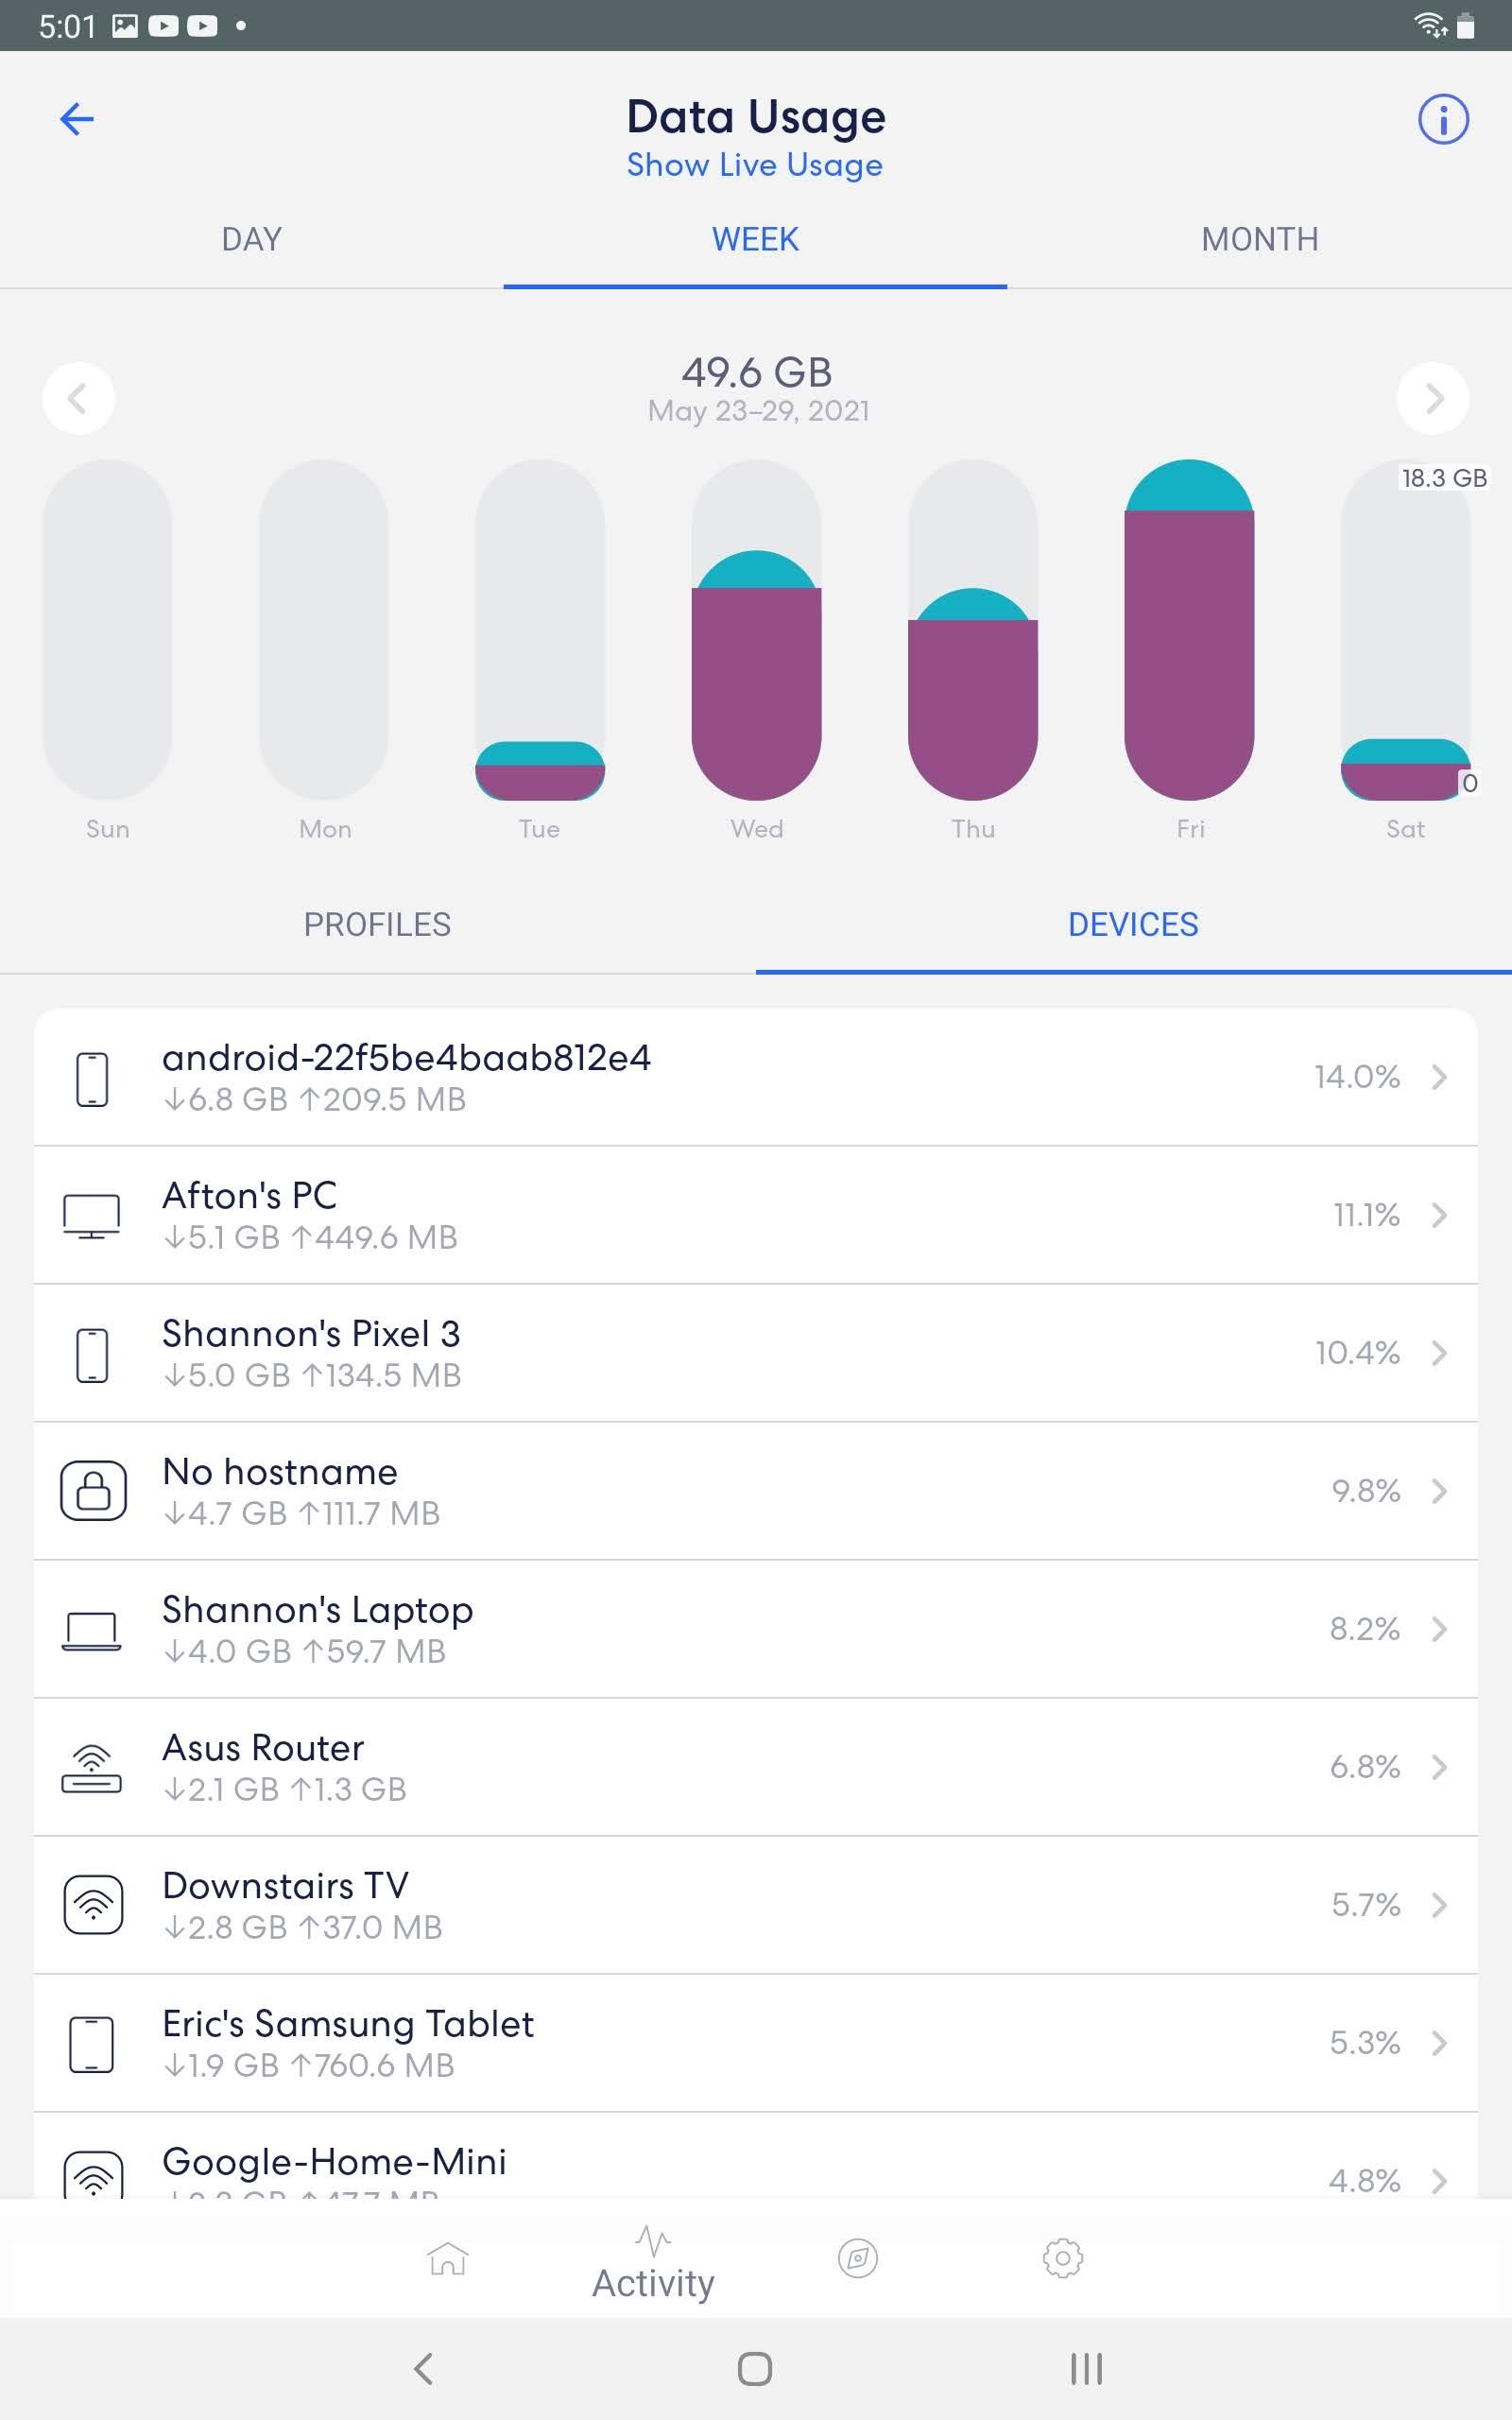 5:01
Data Usage
Show Live Usage
DAY WEEK MONTH
49.6 GB
May 23–29, 2021
18.3 GB
0
Sun Mon Tue Wed Thu Fri Sat
PROFILES DEVICES
android-22f5be4baab812e4
↓6.8 GB ↑209.5 MB
14.0%
Afton's PC
↓5.1 GB ↑449.6 MB
11.1%
Shannon's Pixel 3
↓5.0 GB ↑134.5 MB
10.4%
No hostname
↓4.7 GB ↑111.7 MB
9.8%
Shannon's Laptop
↓4.0 GB ↑59.7 MB
8.2%
Asus Router
↓2.1 GB ↑1.3 GB
6.8%
Downstairs TV
↓2.8 GB ↑37.0 MB
5.7%
Eric's Samsung Tablet
↓1.9 GB ↑760.6 MB
5.3%
Google-Home-Mini
4.8%
Activity